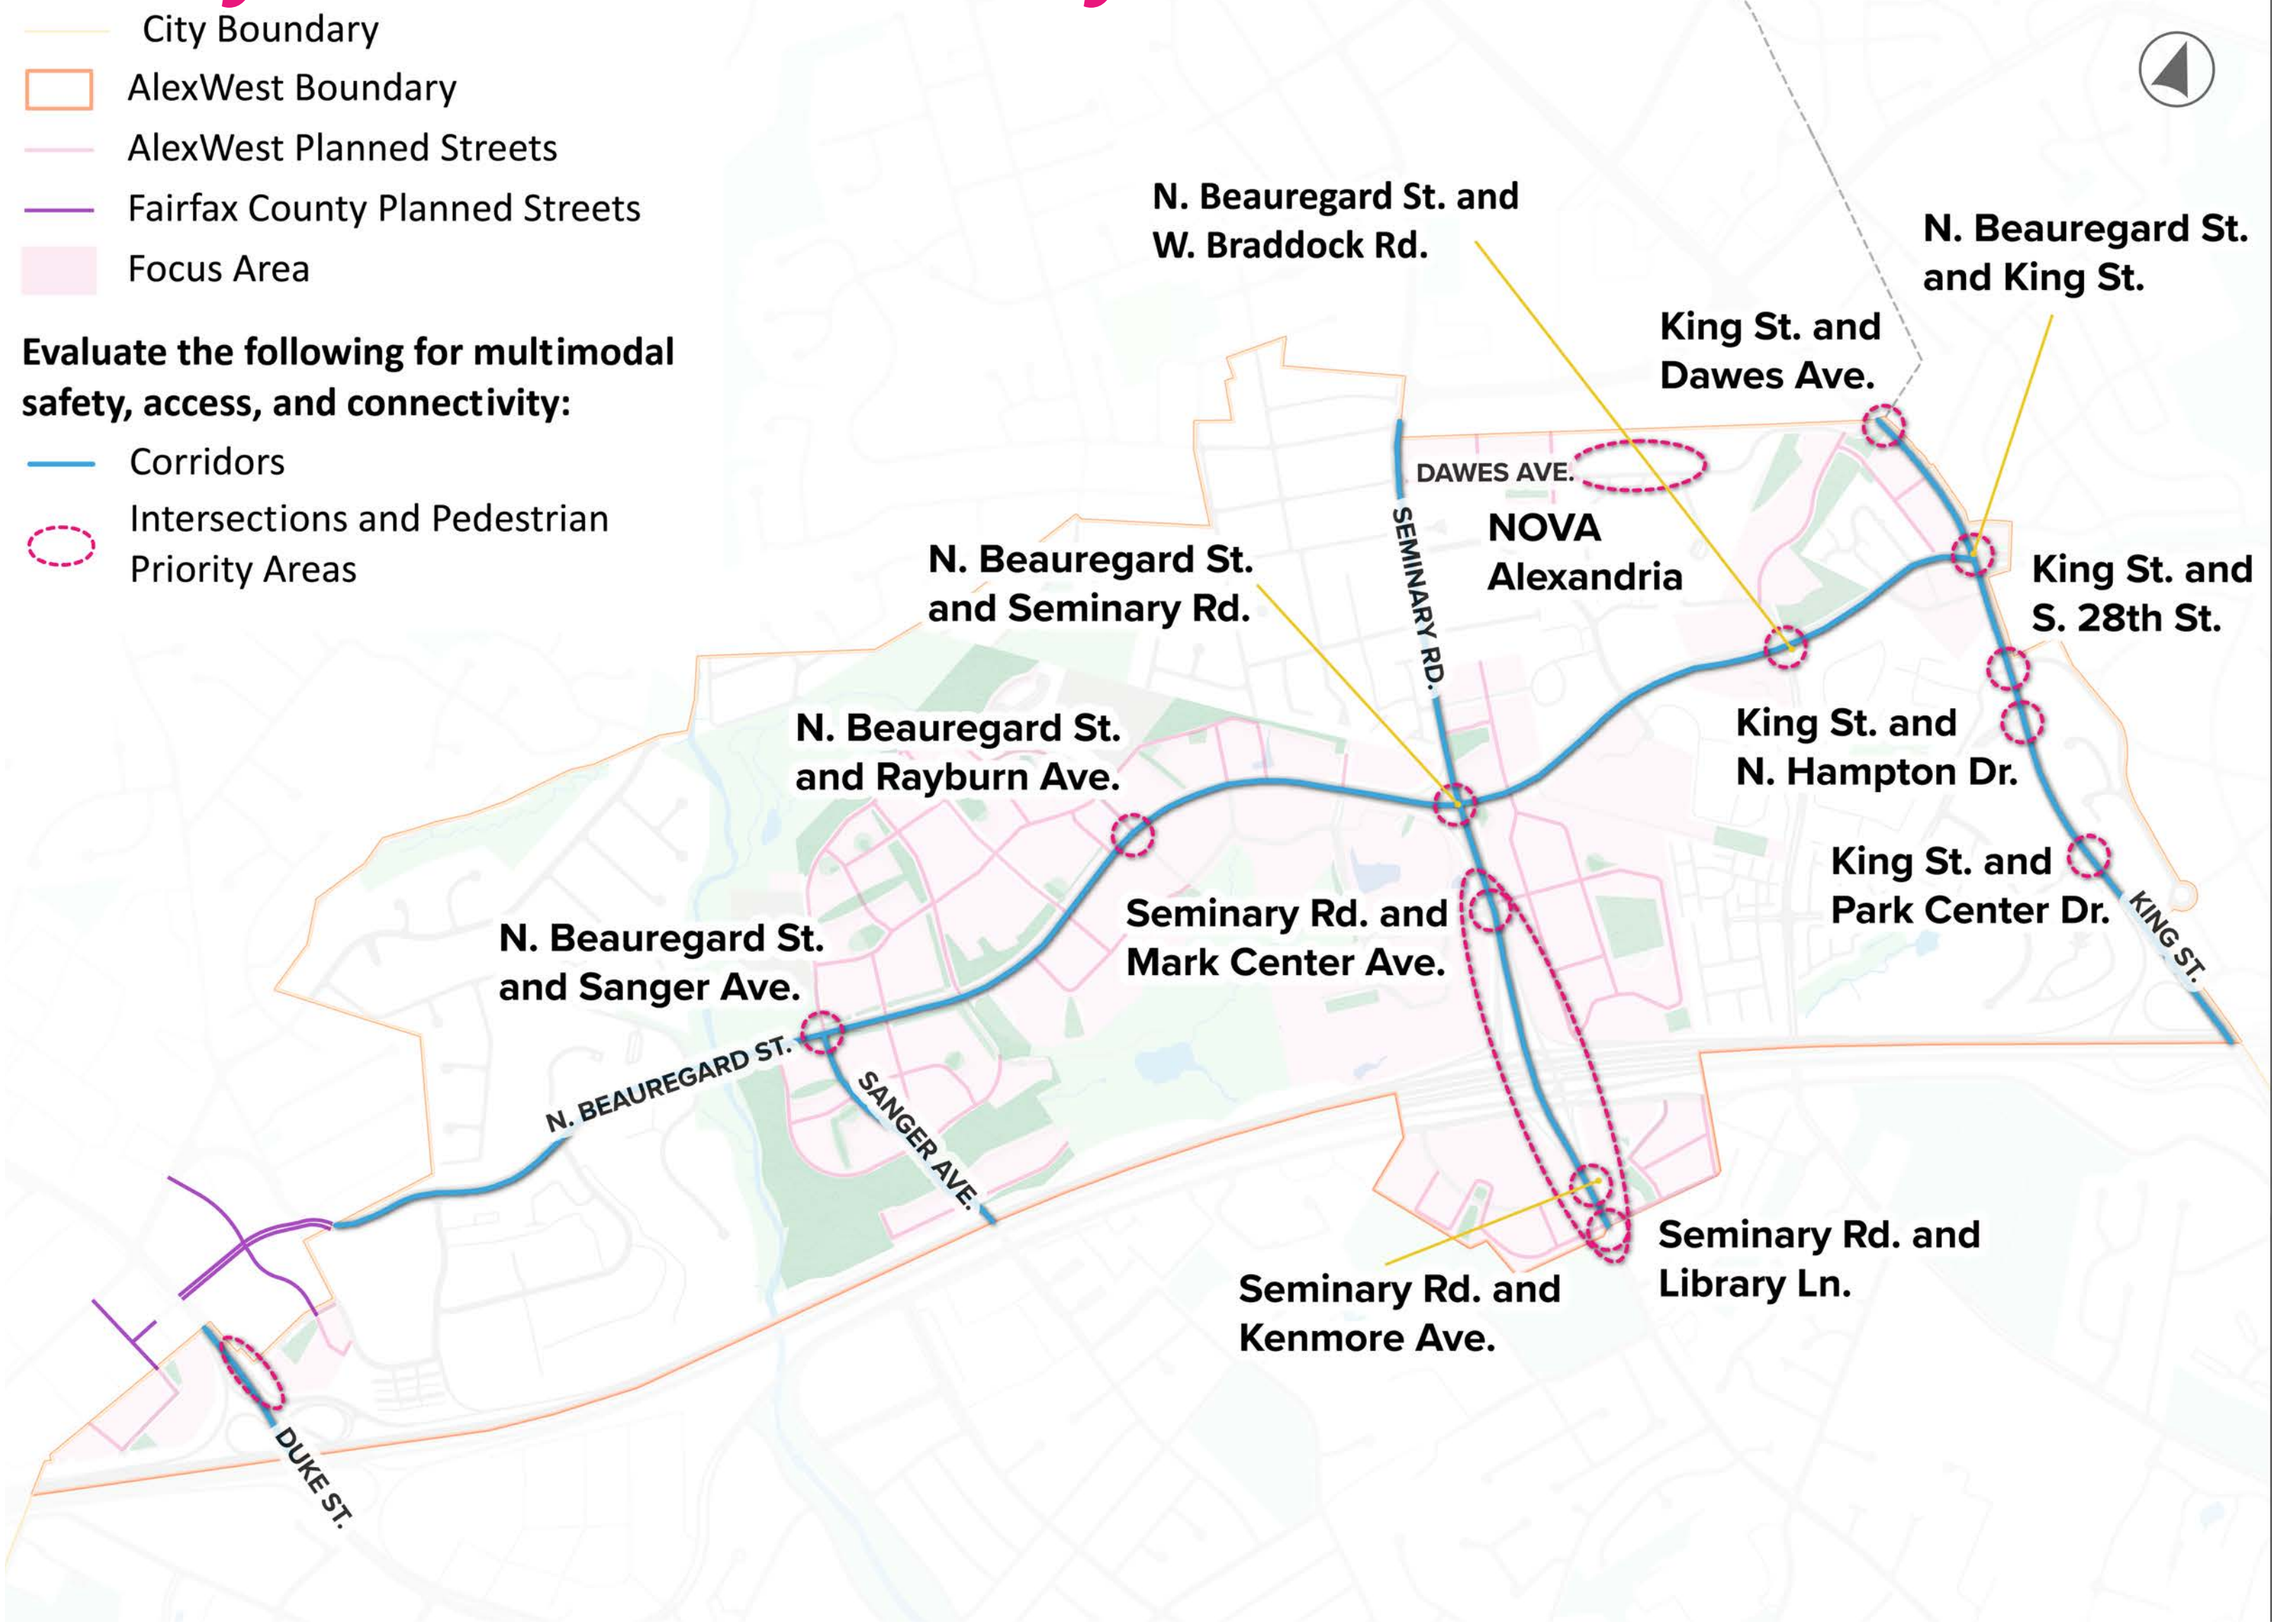 City Boundary
AlexWest Boundary
AlexWest Planned Streets
Fairfax County Planned Streets
Focus Area
Evaluate the following for multimodal
safety, access, and connectivity:
Corridors
Intersections and Pedestrian
Priority Areas
N. Beauregard St. and
W. Braddock Rd.
N. Beauregard St.
and King St.
King St. and
Dawes Ave.
DAWES AVE.
SEMINARY RD.
NOVA
Alexandria
N. Beauregard St.
and Seminary Rd.
King St. and
S. 28th St.
N. Beauregard St.
and Rayburn Ave.
King St. and
N. Hampton Dr.
King St. and
Park Center Dr.
KING ST.
Seminary Rd. and
Mark Center Ave.
N. Beauregard St.
and Sanger Ave.
N. BEAUREGARD ST.
SANGER AVE.
Seminary Rd. and
Library Ln.
Seminary Rd. and
Kenmore Ave.
DUKE ST.